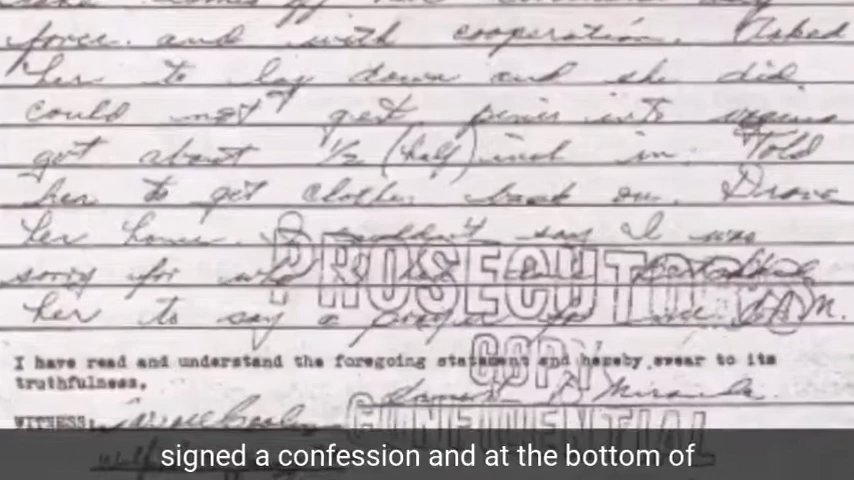 force and with cooperation. Asked
her to lay down and she did
could not get penis into vagina
got about 1/2 (half) inch in. Told
her to get clothes back on. Drove
her home. I couldn't say I was
sorry for
her to say a prayer for me. E.A.M.
PROSECUTOR
COPY
I have read and understand the foregoing statement and hereby swear to its
truthfulness.
Miranda
WITNESS:
CONFIDENTIAL
signed a confession and at the bottom of